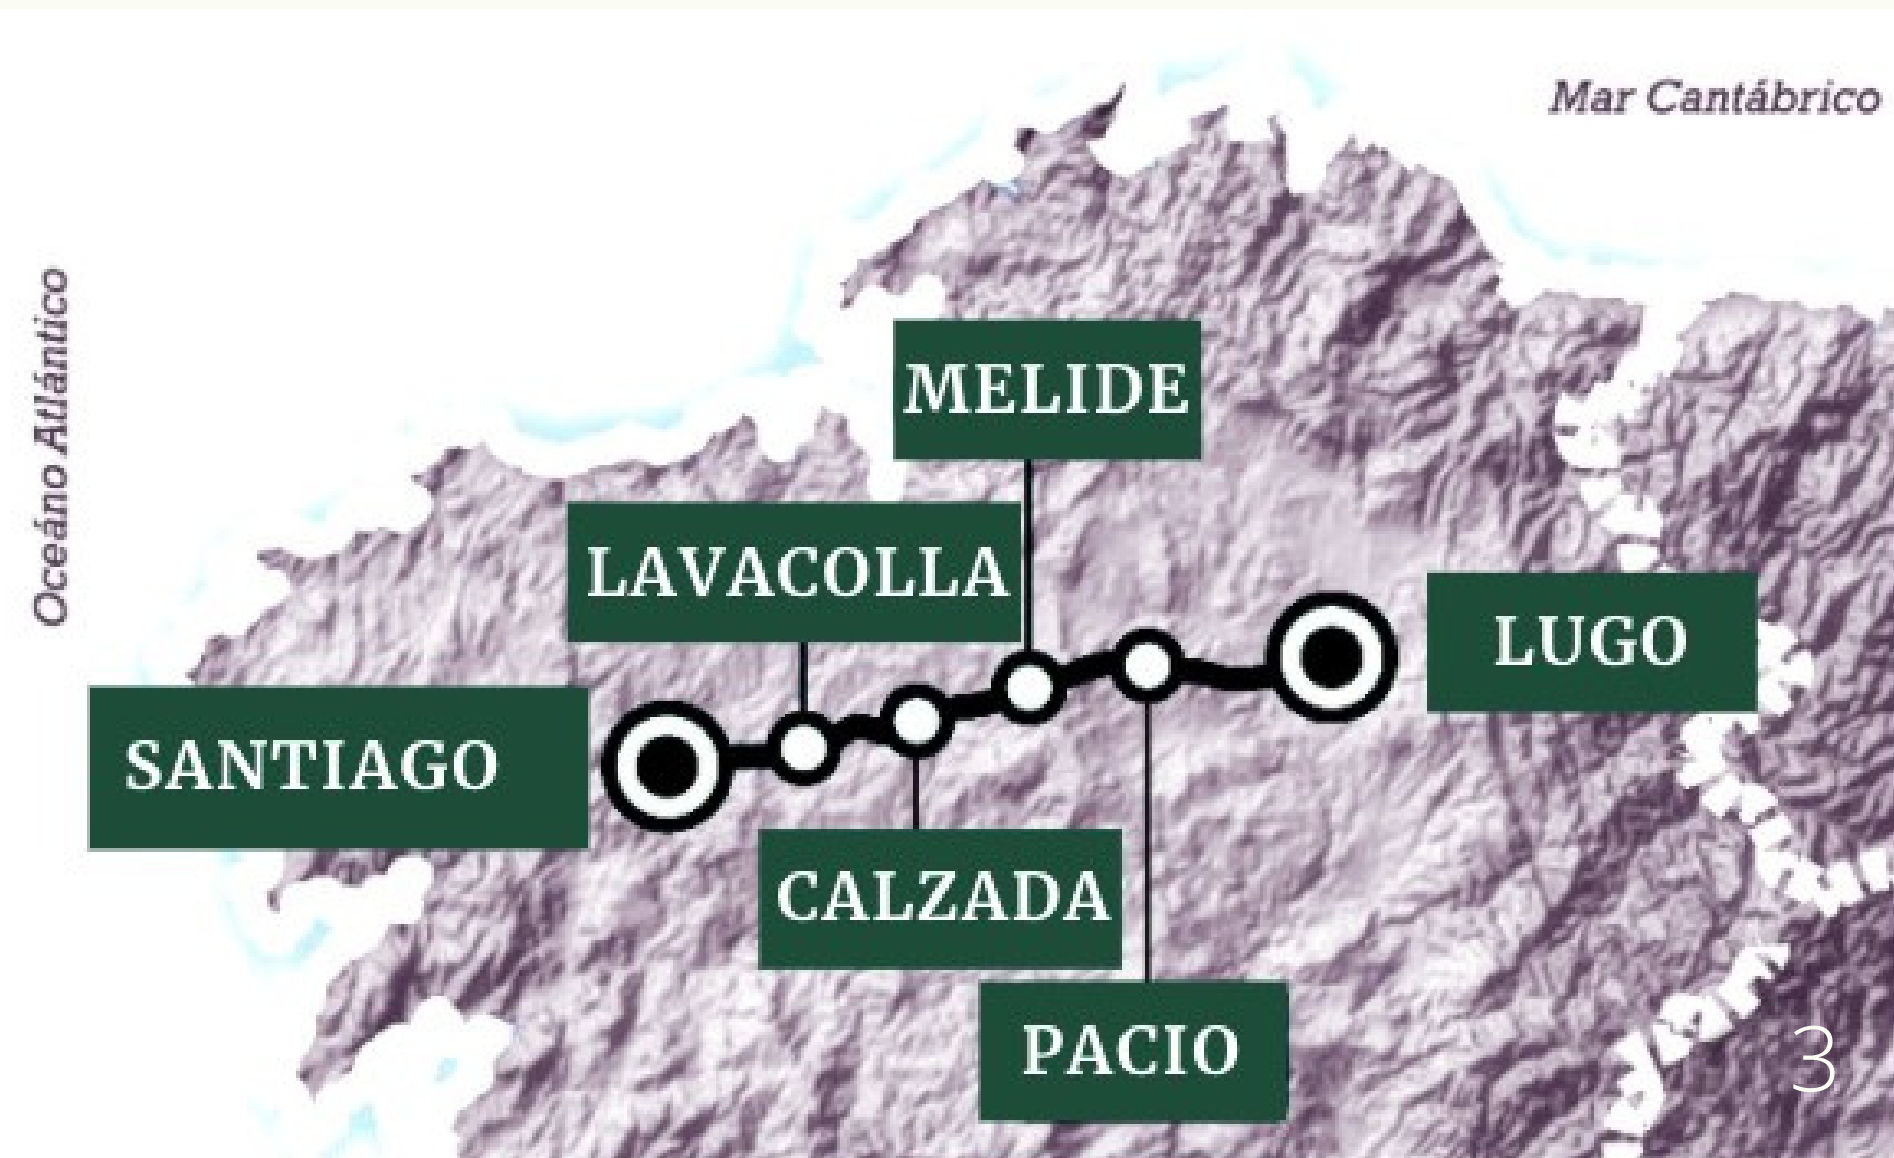 Mar Cantábrico
Oceáno Atlántico
MELIDE
LAVACOLLA
LUGO
SANTIAGO
CALZADA
PACIO
3